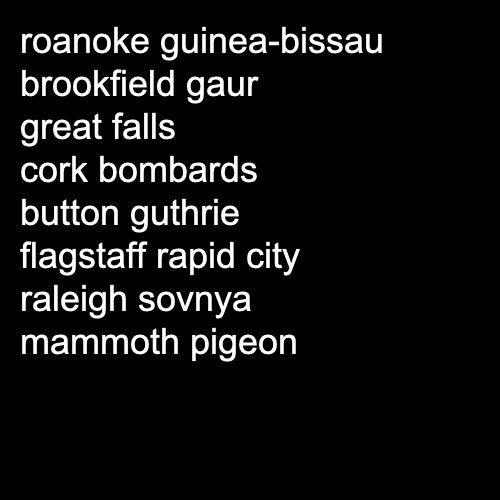 roanoke guinea-bissau
brookfield gaur
great falls
cork bombards
button guthrie
flagstaff rapid city
raleigh sovnya
mammoth pigeon